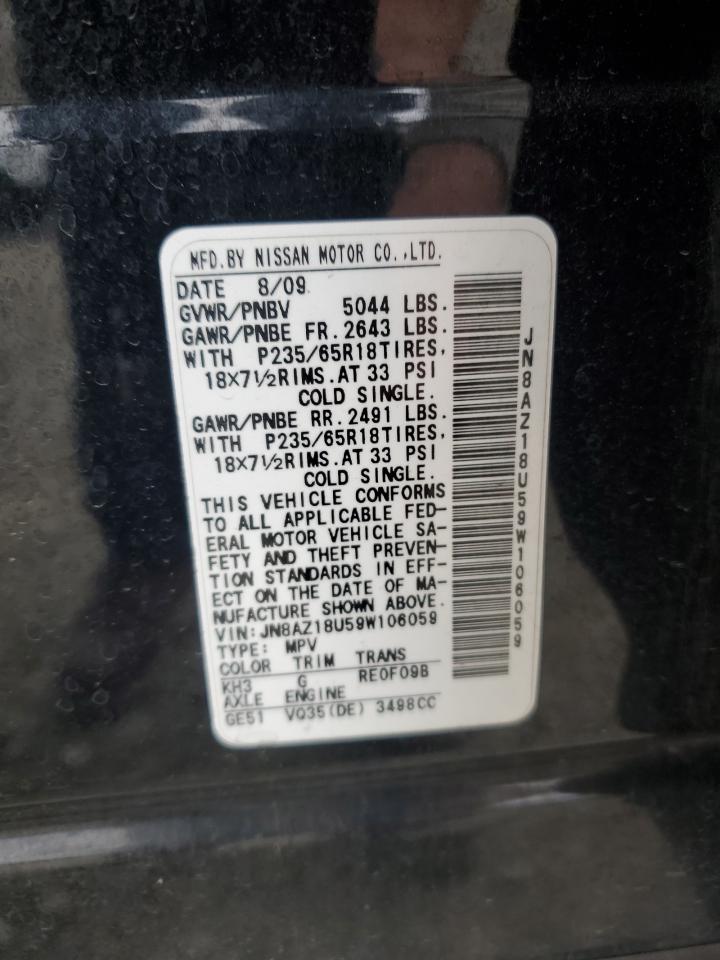 MFD.BY NISSAN MOTOR CO.,LTD.
DATE 8/09
GVWR/PNBV 5044 LBS.
GAWR/PNBE FR.2643 LBS.
WITH P235/65R18TIRES,
18X7½RIMS.AT 33 PSI
COLD SINGLE.
GAWR/PNBE RR.2491 LBS.
WITH P235/65R18TIRES,
18X7½RIMS.AT 33 PSI
COLD SINGLE.
THIS VEHICLE CONFORMS
TO ALL APPLICABLE FED-
ERAL MOTOR VEHICLE SA-
FETY AND THEFT PREVEN-
TION STANDARDS IN EFF-
ECT ON THE DATE OF MA-
NUFACTURE SHOWN ABOVE.
VIN:JN8AZ18U59W106059
TYPE: MPV
COLOR TRIM TRANS
KH3 G RE0F09B
AXLE ENGINE
GE51 VQ35(DE) 3498CC
JN8AZ18U59W106059